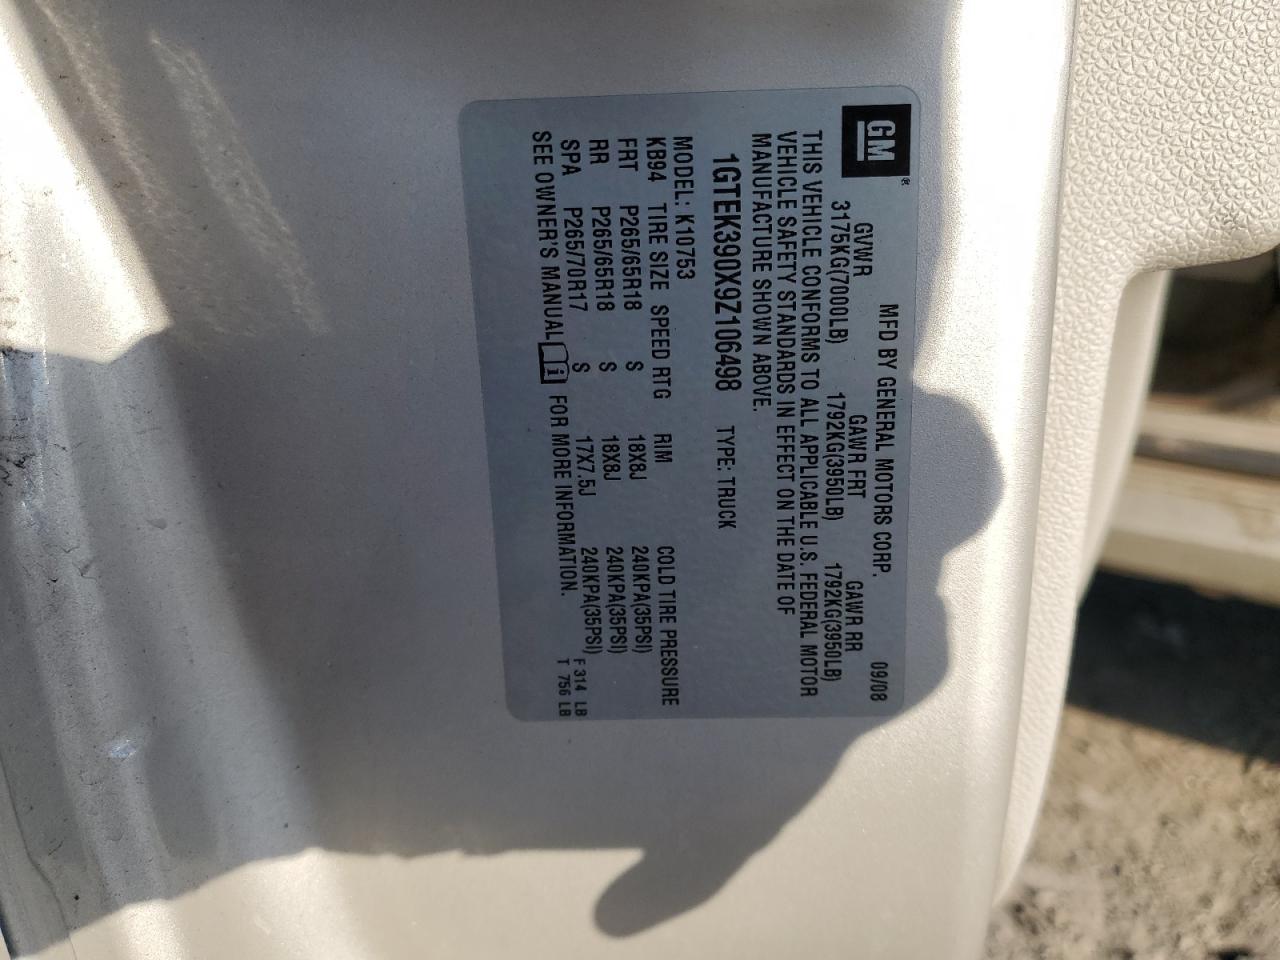 GM® MFD BY GENERAL MOTORS CORP. 09/08
GVWR GAWR FRT GAWR RR
3175KG(7000LB) 1792KG(3950LB) 1792KG(3950LB)
THIS VEHICLE CONFORMS TO ALL APPLICABLE U.S. FEDERAL MOTOR
VEHICLE SAFETY STANDARDS IN EFFECT ON THE DATE OF
MANUFACTURE SHOWN ABOVE.
1GTEK390X9Z106498 TYPE: TRUCK
MODEL: K10753
KB94 TIRE SIZE SPEED RTG RIM COLD TIRE PRESSURE
FRT P265/65R18 S 18X8J 240KPA(35PSI)
RR P265/65R18 S 18X8J 240KPA(35PSI)
SPA P265/70R17 S 17X7.5J 240KPA(35PSI) F 314 LB
SEE OWNER'S MANUAL i FOR MORE INFORMATION. T 756 LB